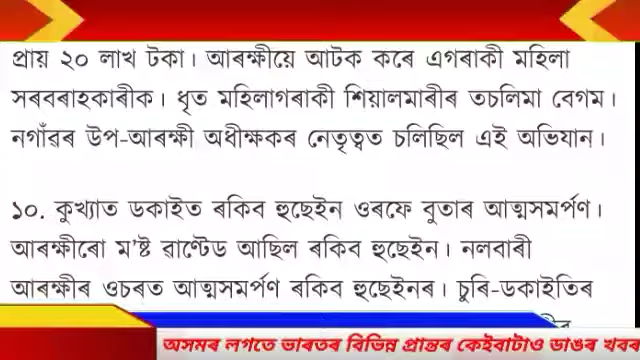 প্ৰায় ২০ লাখ টকা। আৰক্ষীয়ে আটক কৰে এগৰাকী মহিলা
সৰবৰাহকাৰীক। ধৃত মহিলাগৰাকী শিয়ালমাৰীৰ তচলিমা বেগম।
নগাঁৱৰ উপ-আৰক্ষী অধীক্ষকৰ নেতৃত্বত চলিছিল এই অভিযান।
১০. কুখ্যাত ডকাইত ৰকিব হুছেইন ওৰফে বুতাৰ আত্মসমৰ্পণ।
আৰক্ষীৰো ম'ষ্ট ৱাণ্টেড আছিল ৰকিব হুছেইন। নলবাৰী
আৰক্ষীৰ ওচৰত আত্মসমৰ্পণ ৰকিব হুছেইনৰ। চুৰি-ডকাইতিৰ
অসমৰ লগতে ভাৰতৰ বিভিন্ন প্ৰান্তৰ কেইবাটাও ডাঙৰ খবৰ